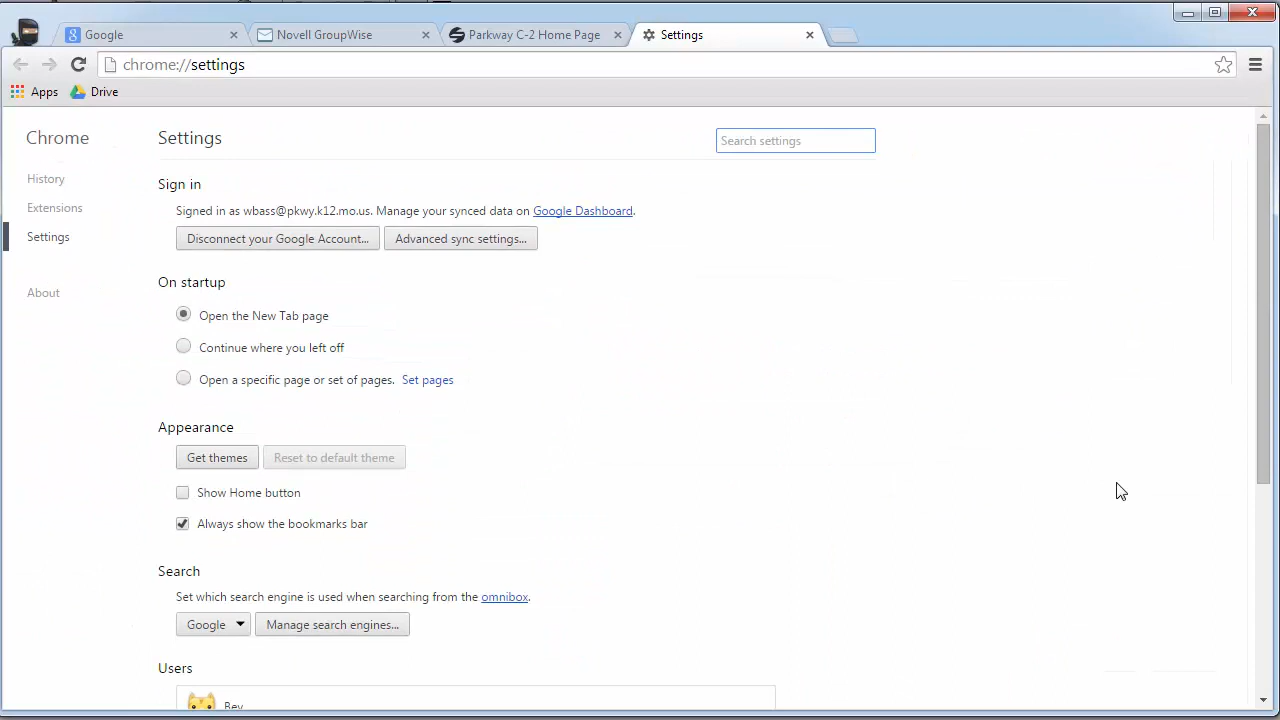 Google
Novell GroupWise
Parkway C-2 Home Page
Settings
chrome://settings
Apps
Drive
Chrome
Settings
Search settings
History
Extensions
Settings
About
Sign in
Signed in as wbass@pkwy.k12.mo.us. Manage your synced data on Google Dashboard.
Disconnect your Google Account...
Advanced sync settings...
On startup
Open the New Tab page
Continue where you left off
Open a specific page or set of pages. Set pages
Appearance
Get themes
Reset to default theme
Show Home button
Always show the bookmarks bar
Search
Set which search engine is used when searching from the omnibox.
Google
Manage search engines...
Users
Bev